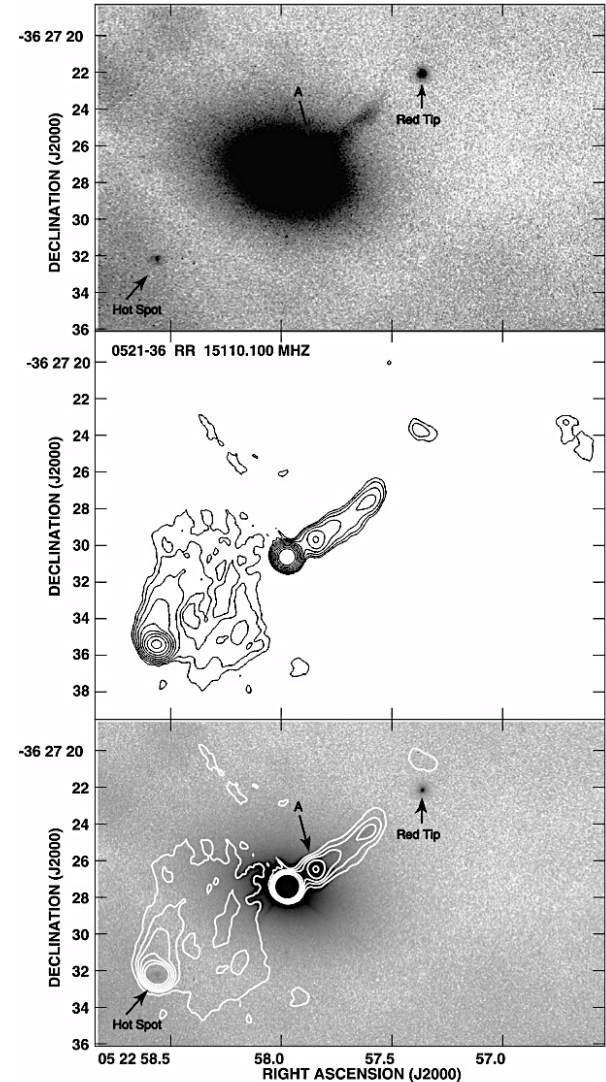 -36 27 20
22
24
26
28
30
32
34
36
DECLINATION (J2000)
A
Red Tip
Hot Spot
0521-36 RR 15110.100 MHZ
-36 27 20
22
24
26
28
30
32
34
36
38
DECLINATION (J2000)
-36 27 20
22
24
26
28
30
32
34
36
DECLINATION (J2000)
A
Red Tip
Hot Spot
05 22 58.5 58.0 57.5 57.0
RIGHT ASCENSION (J2000)